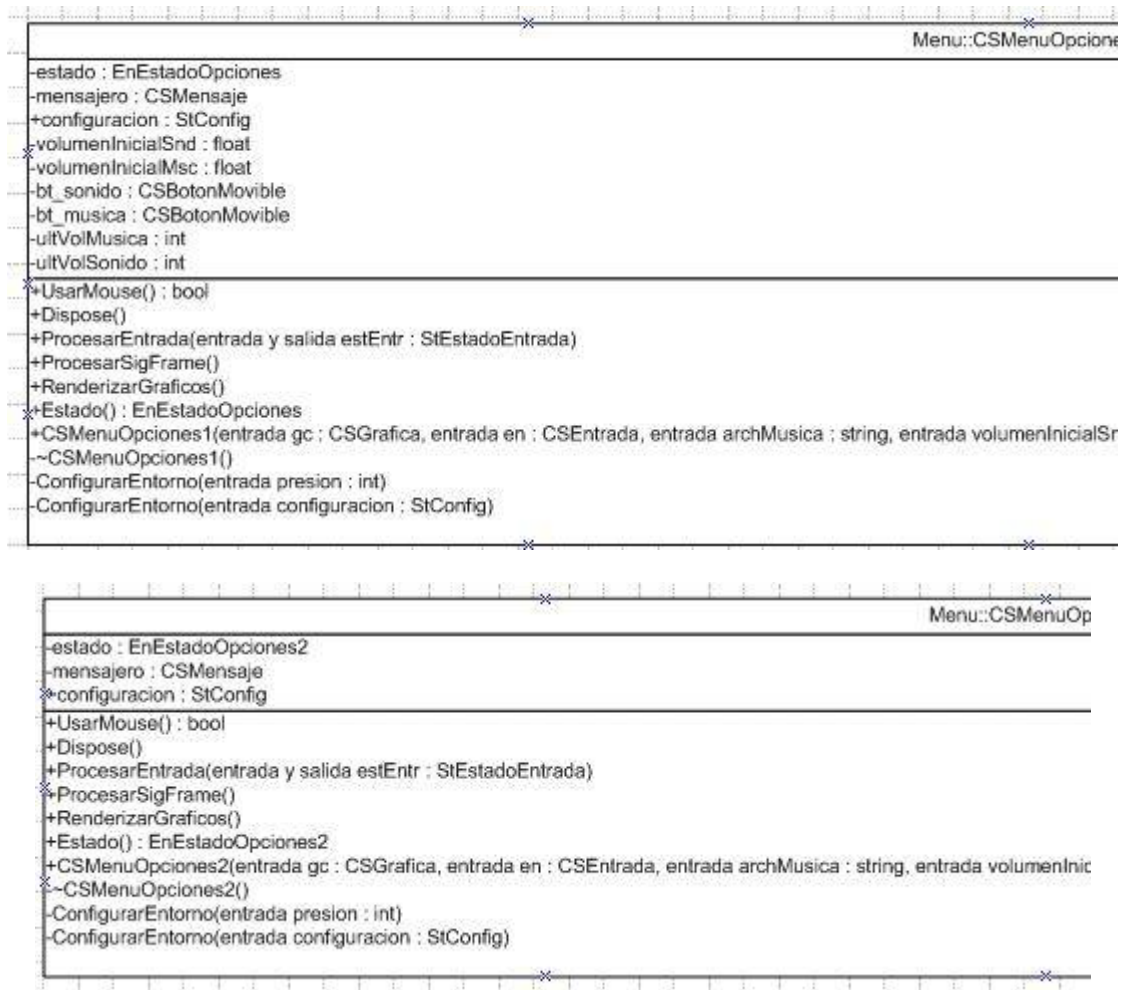 Menu::CSMenuOpcione
-estado : EnEstadoOpciones
-mensajero : CSMensaje
+configuracion : StConfig
-volumenInicialSnd : float
-volumenInicialMsc : float
-bt_sonido : CSBotonMovible
-bt_musica : CSBotonMovible
-ultVolMusica : int
-ultVolSonido : int
+UsarMouse() : bool
+Dispose()
+ProcesarEntrada(entrada y salida estEntr : StEstadoEntrada)
+ProcesarSigFrame()
+RenderizarGraficos()
+Estado() : EnEstadoOpciones
+CSMenuOpciones1(entrada gc : CSGrafica, entrada en : CSEntrada, entrada archMusica : string, entrada volumenInicialSr
-~CSMenuOpciones1()
-ConfigurarEntorno(entrada presion : int)
-ConfigurarEntorno(entrada configuracion : StConfig)
Menu::CSMenuOp
-estado : EnEstadoOpciones2
-mensajero : CSMensaje
+configuracion : StConfig
+UsarMouse() : bool
+Dispose()
+ProcesarEntrada(entrada y salida estEntr : StEstadoEntrada)
+ProcesarSigFrame()
+RenderizarGraficos()
+Estado() : EnEstadoOpciones2
+CSMenuOpciones2(entrada gc : CSGrafica, entrada en : CSEntrada, entrada archMusica : string, entrada volumenInic
-~CSMenuOpciones2()
-ConfigurarEntorno(entrada presion : int)
-ConfigurarEntorno(entrada configuracion : StConfig)